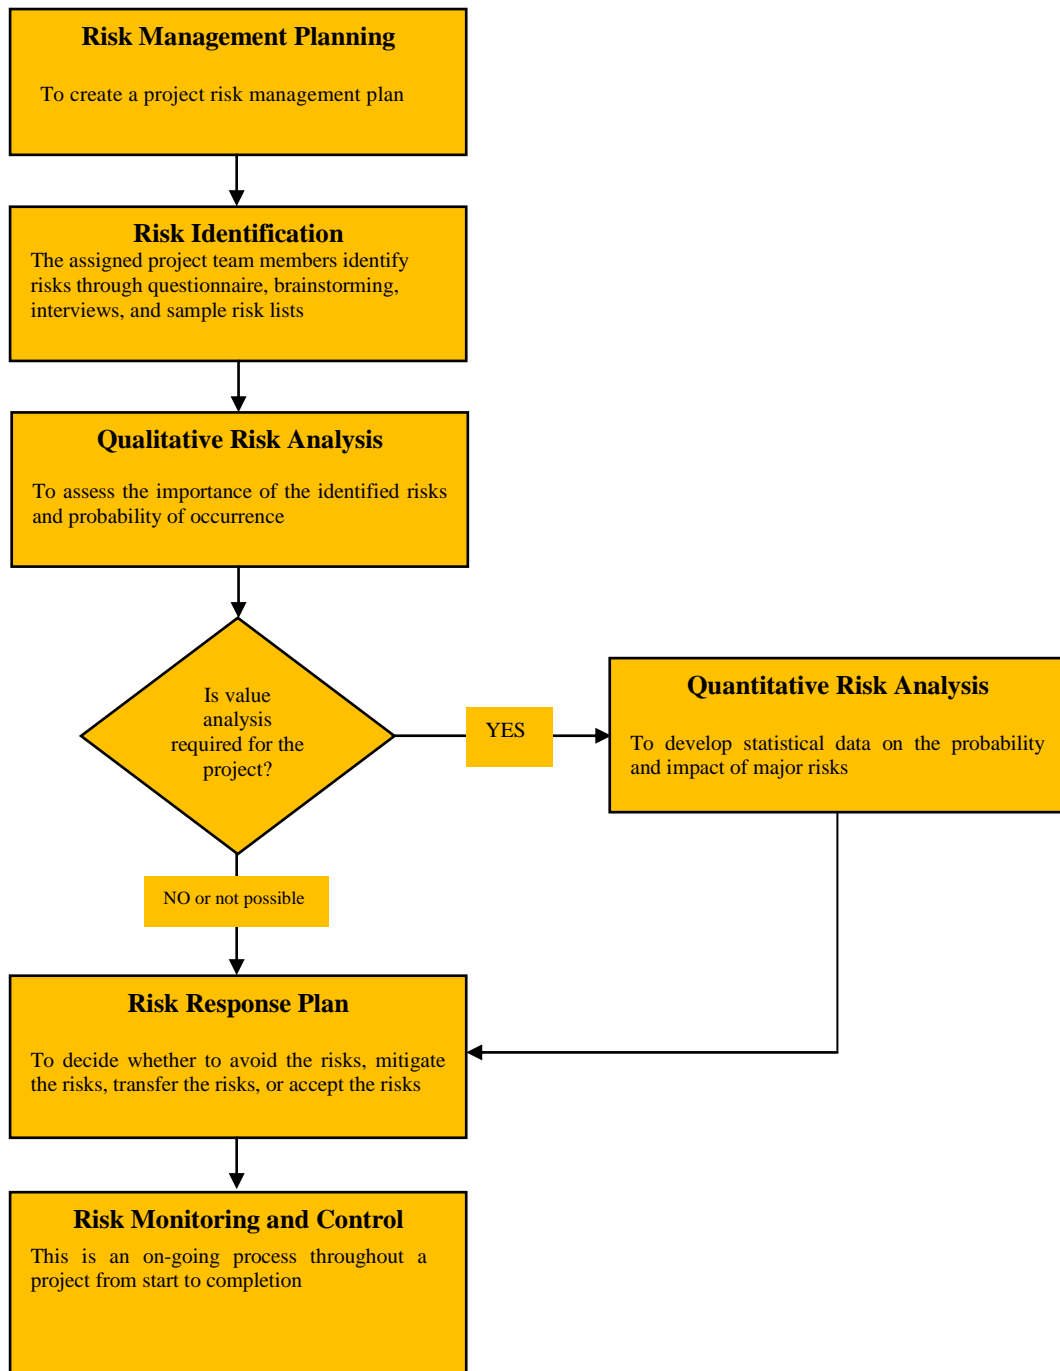 Risk Management Planning
To create a project risk management plan
Risk Identification
The assigned project team members identify
risks through questionnaire, brainstorming,
interviews, and sample risk lists
Qualitative Risk Analysis
To assess the importance of the identified risks
and probability of occurrence
Is value
analysis
required for the
project?
YES
Quantitative Risk Analysis
To develop statistical data on the probability
and impact of major risks
NO or not possible
Risk Response Plan
To decide whether to avoid the risks, mitigate
the risks, transfer the risks, or accept the risks
Risk Monitoring and Control
This is an on-going process throughout a
project from start to completion